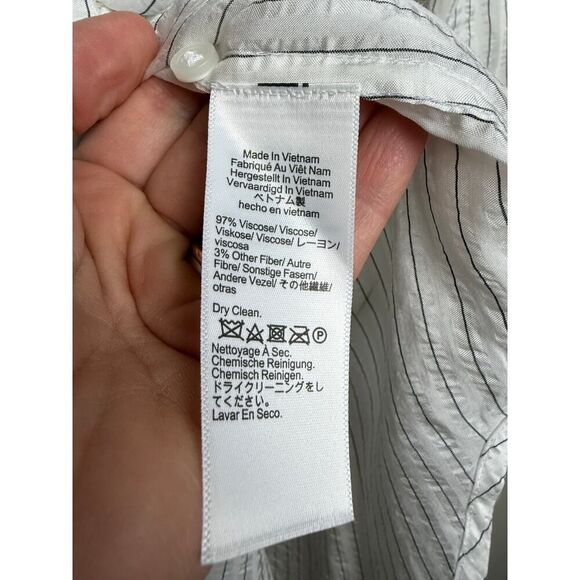 Made In Vietnam
Fabriqué Au Viêt Nam
Hergestellt In Vietnam
Vervaardigd In Vietnam
ベトナム製
hecho en vietnam
97% Viscose/ Viscose/
Viskose/ Viscose/ レーヨン/
viscosa
3% Other Fiber/ Autre
Fibre/ Sonstige Fasern/
Andere Vezel/ その他繊維/
otras
Dry Clean.
P
Nettoyage À Sec.
Chemische Reinigung.
Chemisch Reinigen.
ドライクリーニングをし
てください。
Lavar En Seco.